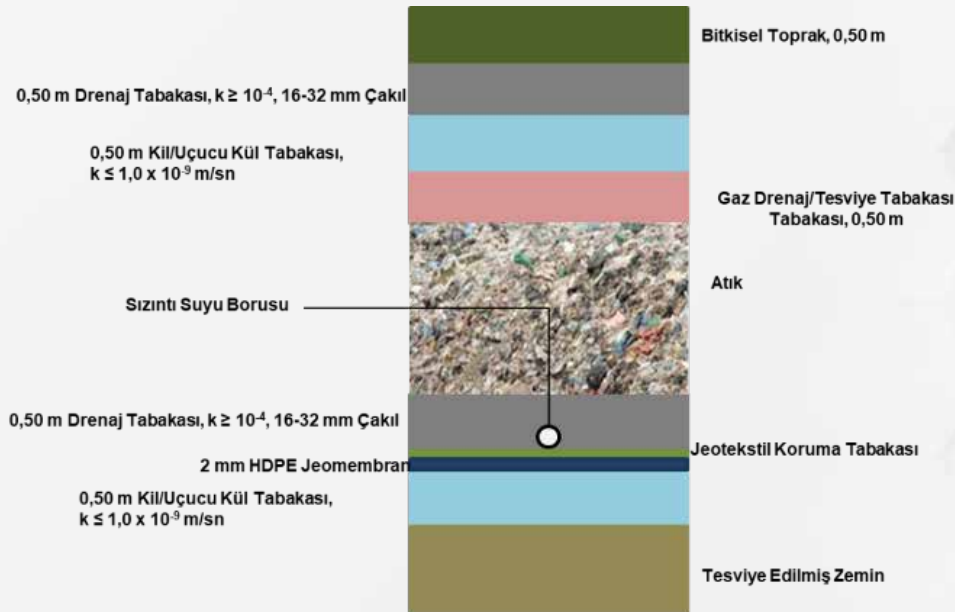 Bitkisel Toprak, 0,50 m
0,50 m Drenaj Tabakası, k ≥ 10⁻⁴, 16-32 mm Çakıl
0,50 m Kil/Uçucu Kül Tabakası,
k ≤ 1,0 x 10⁻⁹ m/sn
Gaz Drenaj/Tesviye Tabakası
Tabakası, 0,50 m
Atık
Sızıntı Suyu Borusu
0,50 m Drenaj Tabakası, k ≥ 10⁻⁴, 16-32 mm Çakıl
Jeotekstil Koruma Tabakası
2 mm HDPE Jeomembran
0,50 m Kil/Uçucu Kül Tabakası,
k ≤ 1,0 x 10⁻⁹ m/sn
Tesviye Edilmiş Zemin